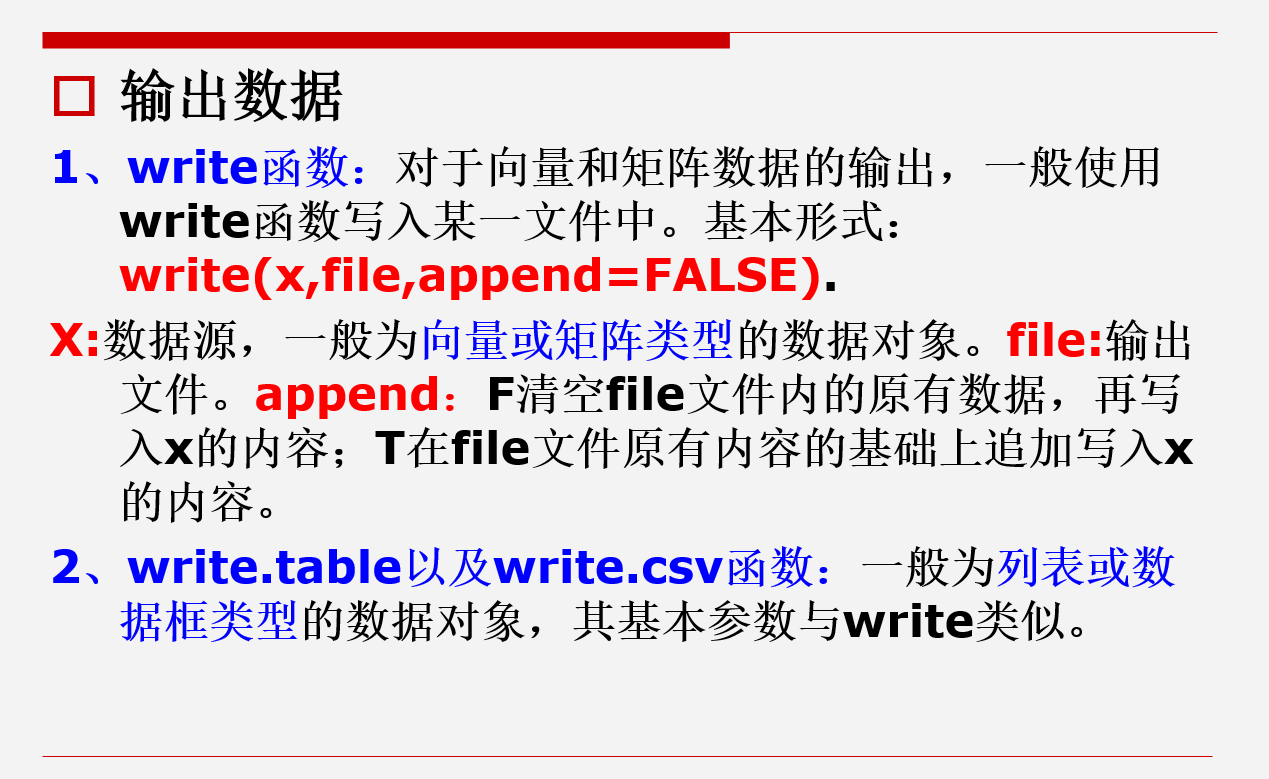 输出数据
1、write函数：对于向量和矩阵数据的输出，一般使用
write函数写入某一文件中。基本形式：
write(x,file,append=FALSE).
X:数据源，一般为向量或矩阵类型的数据对象。file:输出
文件。append：F清空file文件内的原有数据，再写
入x的内容；T在file文件原有内容的基础上追加写入x
的内容。
2、write.table以及write.csv函数：一般为列表或数
据框类型的数据对象，其基本参数与write类似。